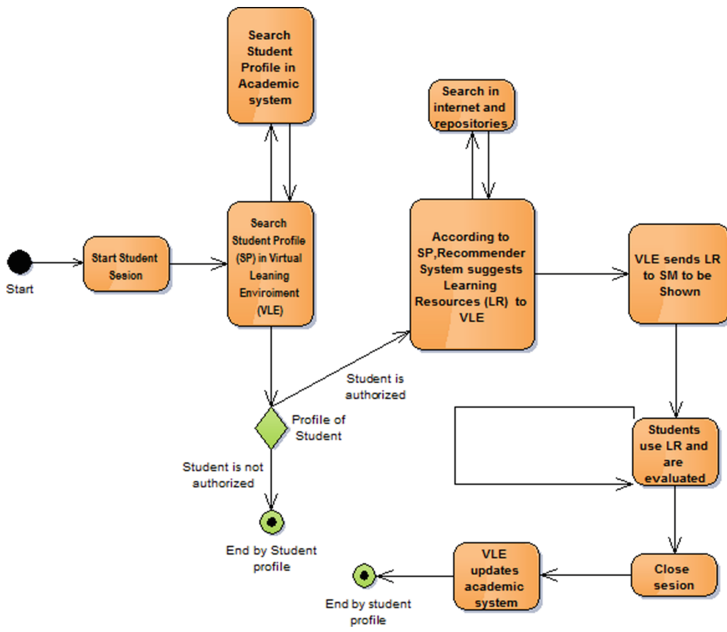 Search
Student
Profile in
Academic
system
Search in
internet and
repositories
Start
Start Student
Sesion
Search
Student Profile
(SP) in Virtual
Leaning
Enviroiment
(VLE)
According to
SP,Recommender
System suggests
Learning
Resources (LR) to
VLE
VLE sends LR
to SM to be
Shown
Student is
authorized
Profile of
Student
Student is not
authorized
End by Student
profile
Students
use LR and
are
evaluated
Close
sesion
VLE
updates
academic
system
End by student
profile